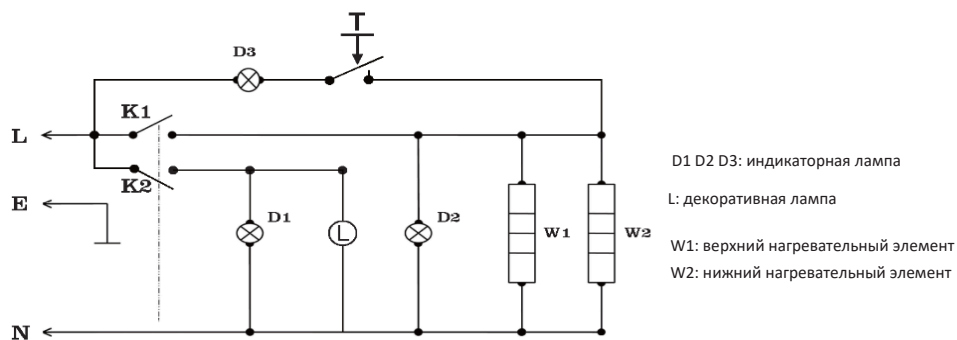 T
D3
K1
L
K2
E
D1
L
D2
W1
W2
N
D1 D2 D3: индикаторная лампа
L: декоративная лампа
W1: верхний нагревательный элемент
W2: нижний нагревательный элемент